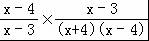 x-4/x-3 × x-3/(x+4)(x-4)